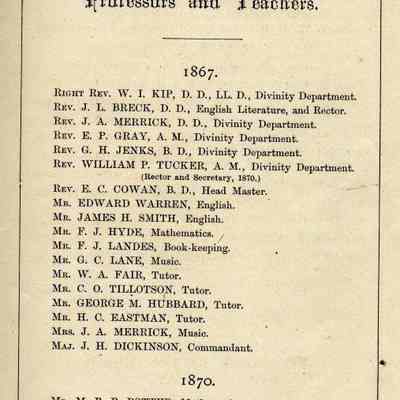 Professors and Teachers.
1867.
RIGHT REV. W. I. KIP, D. D., LL. D., Divinity Department.
REV. J. L. BRECK, D. D., English Literature, and Rector.
REV. J. A. MERRICK, D. D., Divinity Department.
REV. E. P. GRAY, A. M., Divinity Department.
REV. G. H. JENKS, B. D., Divinity Department.
REV. WILLIAM P. TUCKER, A. M., Divinity Department.
(Rector and Secretary, 1870.)
REV. E. C. COWAN, B. D., Head Master.
MR. EDWARD WARREN, English.
MR. JAMES H. SMITH, English.
MR. F. J. HYDE, Mathematics.
MR. F. J. LANDES, Book-keeping.
MR. G. C. LANE, Music.
MR. W. A. FAIR, Tutor.
MR. C. O. TILLOTSON, Tutor.
MR. GEORGE M. HUBBARD, Tutor.
MR. H. C. EASTMAN, Tutor.
MRS. J. A. MERRICK, Music.
MAJ. J. H. DICKINSON, Commandant.
1870.